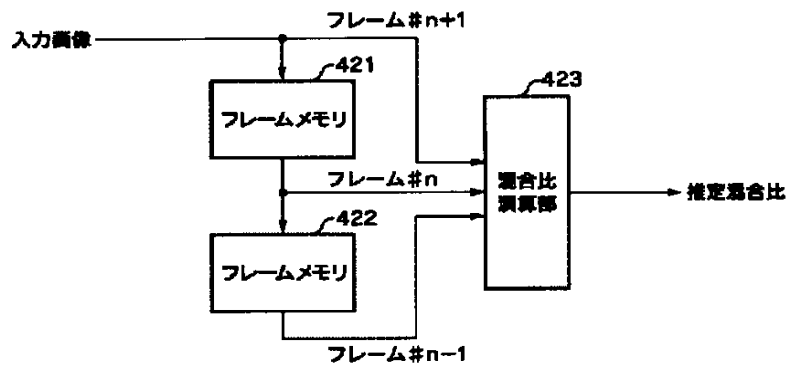 フレーム#n+1
入力画像
421
フレームメモリ
423
フレーム#n
混合比
演算部
推定混合比
422
フレームメモリ
フレーム#n-1